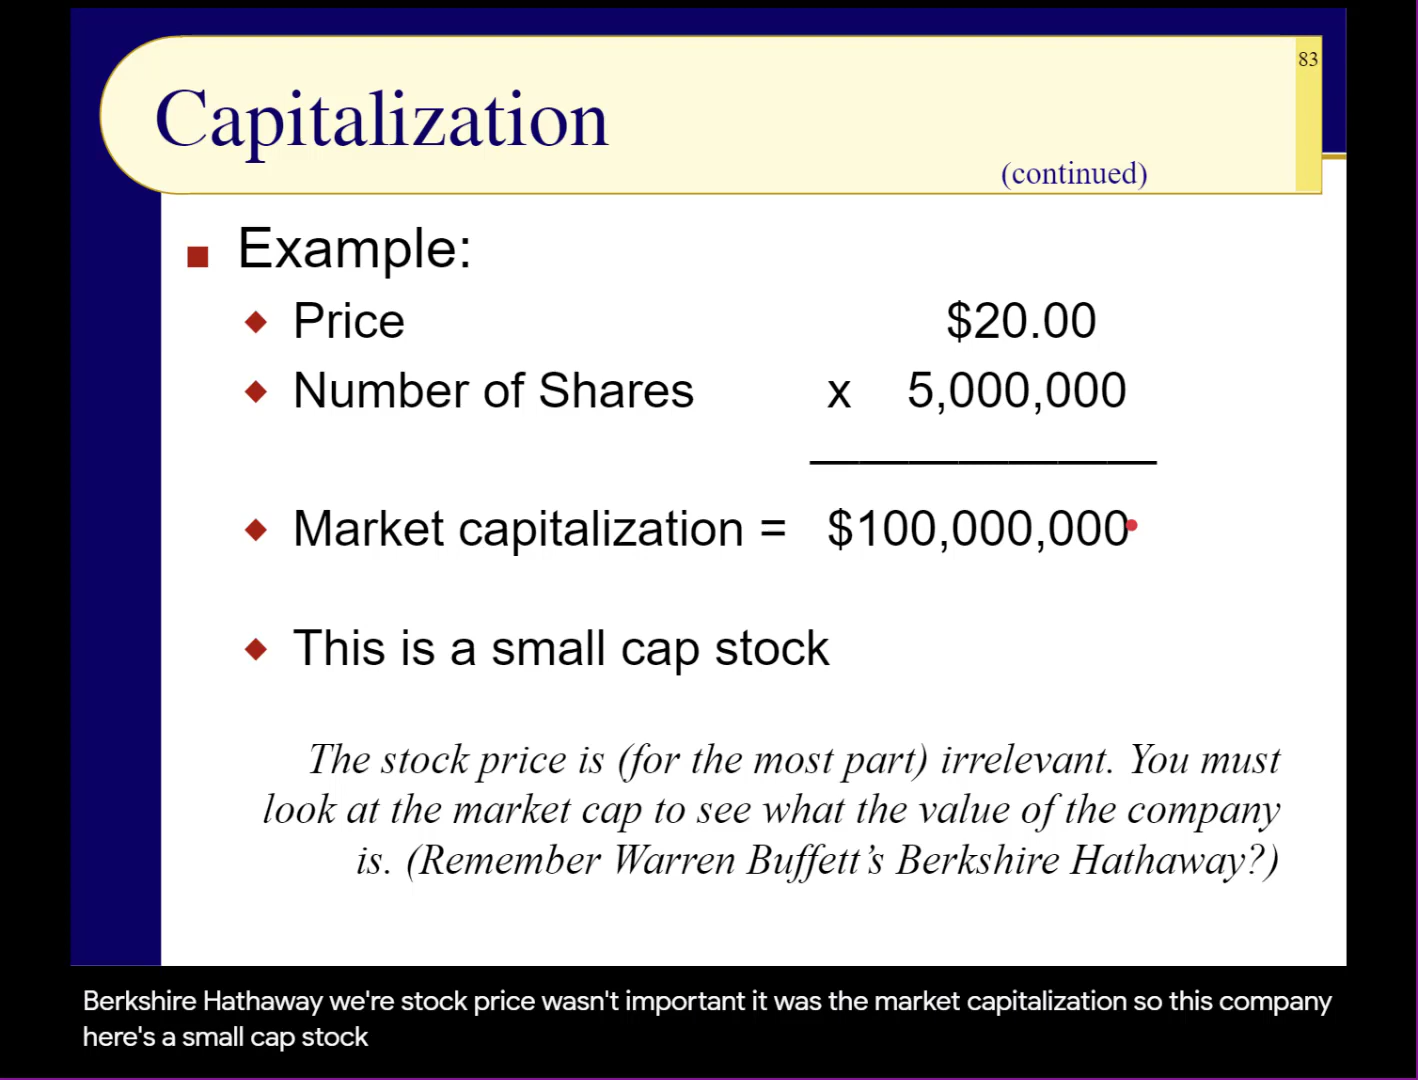 83
Capitalization
(continued)
Example:
Price $20.00
Number of Shares x 5,000,000
Market capitalization = $100,000,000
This is a small cap stock
The stock price is (for the most part) irrelevant. You must
look at the market cap to see what the value of the company
is. (Remember Warren Buffett’s Berkshire Hathaway?)
Berkshire Hathaway we're stock price wasn't important it was the market capitalization so this company
here's a small cap stock